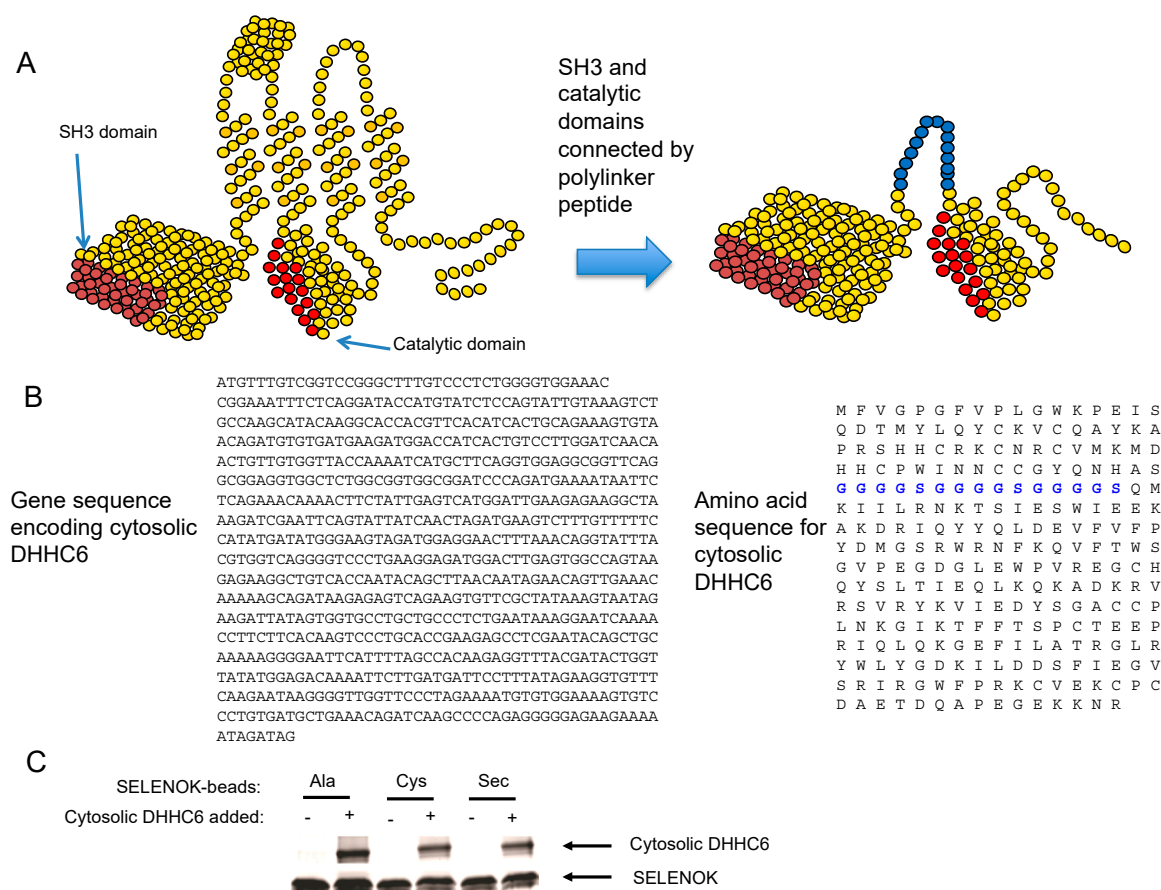 A
SH3 domain
Catalytic domain
SH3 and
catalytic
domains
connected by
polylinker
peptide
B
Gene sequence
encoding cytosolic
DHHC6
ATGTTTGTCGGTCCGGGCTTTGTCCCTCTGGGGTGGAAAC
CGGAAATTTCTCAGGATACCATGTATCTCCAGTATTGTAAAGTCT
GCCAAGCATACAAGGCACCACGTTCACATCACTGCAGAAAGTGTA
ACAGATGTGTGATGAAGATGGACCATCACTGTCCTTGGATCAACA
ACTGTTGTGGTTACCAAAATCATGCTTCAGGTGGAGGCGGTTCAG
GCGGAGGTGGCTCTGGCGGTGGCGGATCCCAGATGAAAATAATTC
TCAGAAACAAAACTTCTATTGAGTCATGGATTGAAGAGAAGGCTA
AAGATCGAATTCAGTATTATCAACTAGATGAAGTCTTTGTTTTTC
CATATGATATGGGAAGTAGATGGAGGAACTTTAAACAGGTATTTA
CGTGGTCAGGGGTCCCTGAAGGAGATGGACTTGAGTGGCCAGTAA
GAGAAGGCTGTCACCAATACAGCTTAACAATAGAACAGTTGAAAC
AAAAAGCAGATAAGAGAGTCAGAAGTGTTCGCTATAAAGTAATAG
AAGATTATAGTGGTGCCTGCTGCCCTCTGAATAAAGGAATCAAAA
CCTTCTTCACAAGTCCCTGCACCGAAGAGCCTCGAATACAGCTGC
AAAAAGGGGAATTCATTTTAGCCACAAGAGGTTTACGATACTGGT
TATATGGAGACAAAATTCTTGATGATTCCTTTATAGAAGGTGTTT
CAAGAATAAGGGGTTGGTTCCCTAGAAAATGTGTGGAAAAGTGTC
CCTGTGATGCTGAAACAGATCAAGCCCCAGAGGGGGAGAAGAAAA
ATAGATAG
Amino acid
sequence for
cytosolic
DHHC6
M F V G P G F V P L G W K P E I S
Q D T M Y L Q Y C K V C Q A Y K A
P R S H H C R K C N R C V M K M D
H H C P W I N N C C G Y Q N H A S
G G G G S G G G G S G G G G S Q M
K I I L R N K T S I E S W I E E K
A K D R I Q Y Y Q L D E V F V F P
Y D M G S R W R N F K Q V F T W S
G V P E G D G L E W P V R E G C H
Q Y S L T I E Q L K Q K A D K R V
R S V R Y K V I E D Y S G A C C P
L N K G I K T F F T S P C T E E P
R I Q L Q K G E F I L A T R G L R
Y W L Y G D K I L D D S F I E G V
S R I R G W F P R K C V E K C P C
D A E T D Q A P E G E K K N R
C
SELENOK-beads: Ala Cys Sec
Cytosolic DHHC6 added: - + - + - +
Cytosolic DHHC6
SELENOK